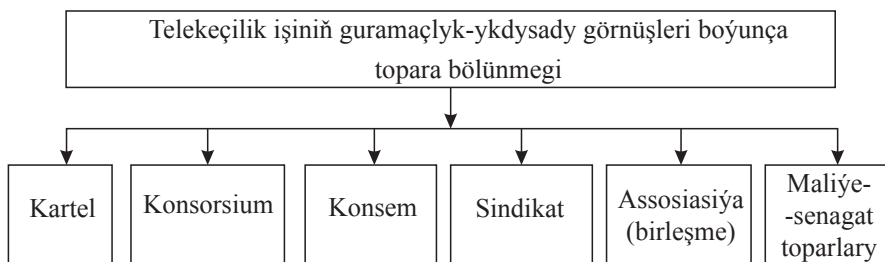 Telekeçilik işiniň guramaçlyk-ykdysady görnüşleri boýunça
topara bölünmegi
Kartel
Konsorsium
Konsem
Sindikat
Assosiasiýa
(birleşme)
Maliýe-
-senagat
toparlary